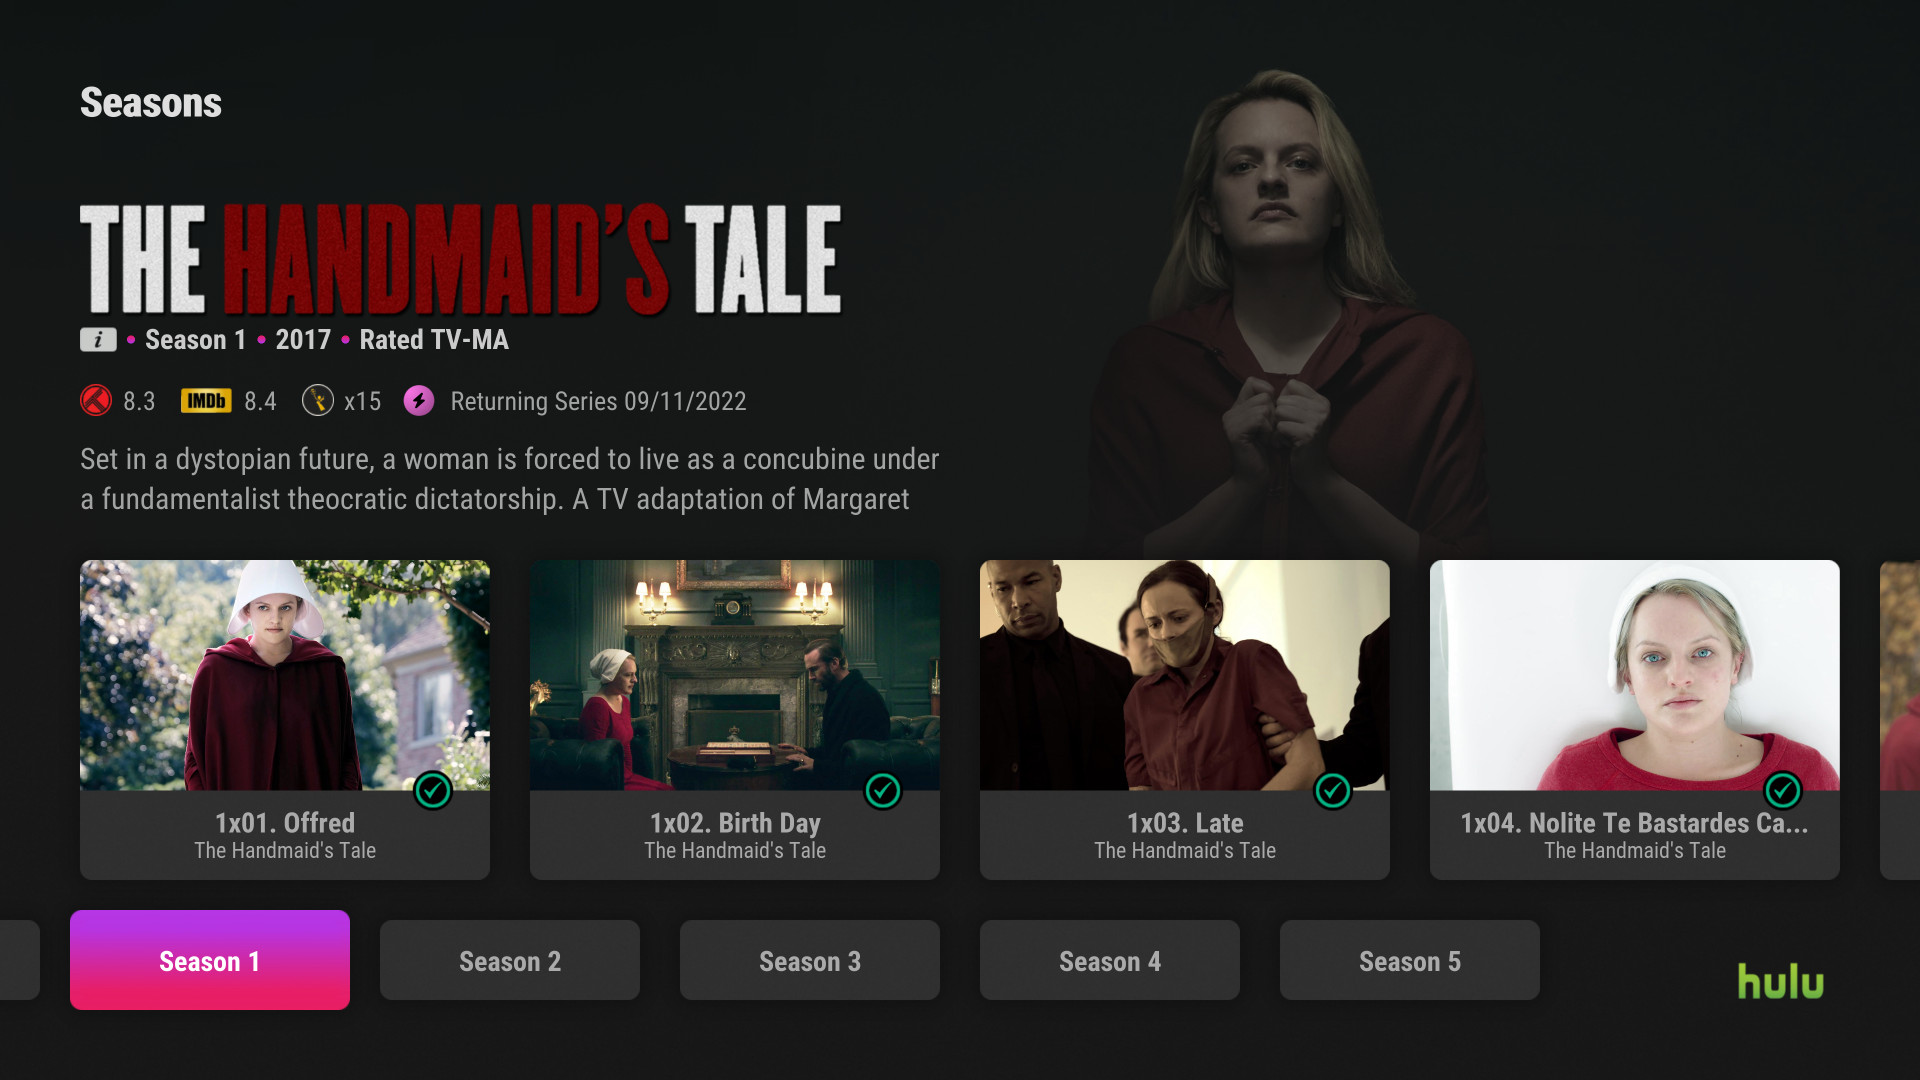 Seasons
THE HANDMAID'S TALE
i • Season 1 • 2017 • Rated TV-MA
8.3 IMDb 8.4 x15 Returning Series 09/11/2022
Set in a dystopian future, a woman is forced to live as a concubine under
a fundamentalist theocratic dictatorship. A TV adaptation of Margaret
1x01. Offred
The Handmaid's Tale
1x02. Birth Day
The Handmaid's Tale
1x03. Late
The Handmaid's Tale
1x04. Nolite Te Bastardes Ca...
The Handmaid's Tale
Season 1
Season 2
Season 3
Season 4
Season 5
hulu